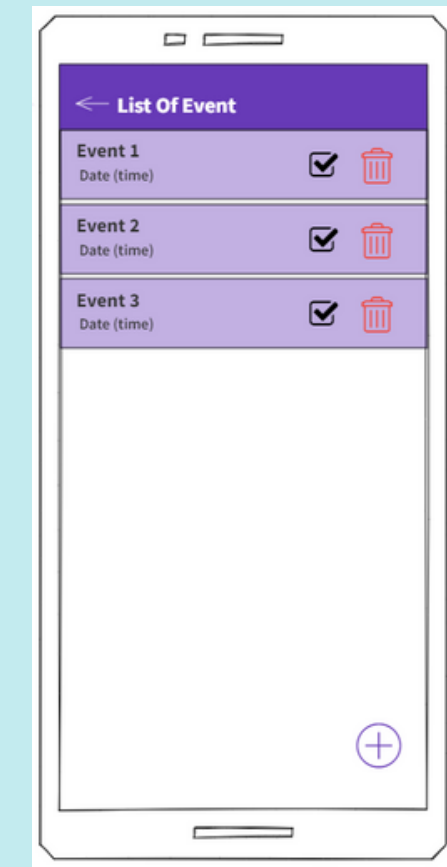 List Of Event
Event 1
Date (time)
Event 2
Date (time)
Event 3
Date (time)